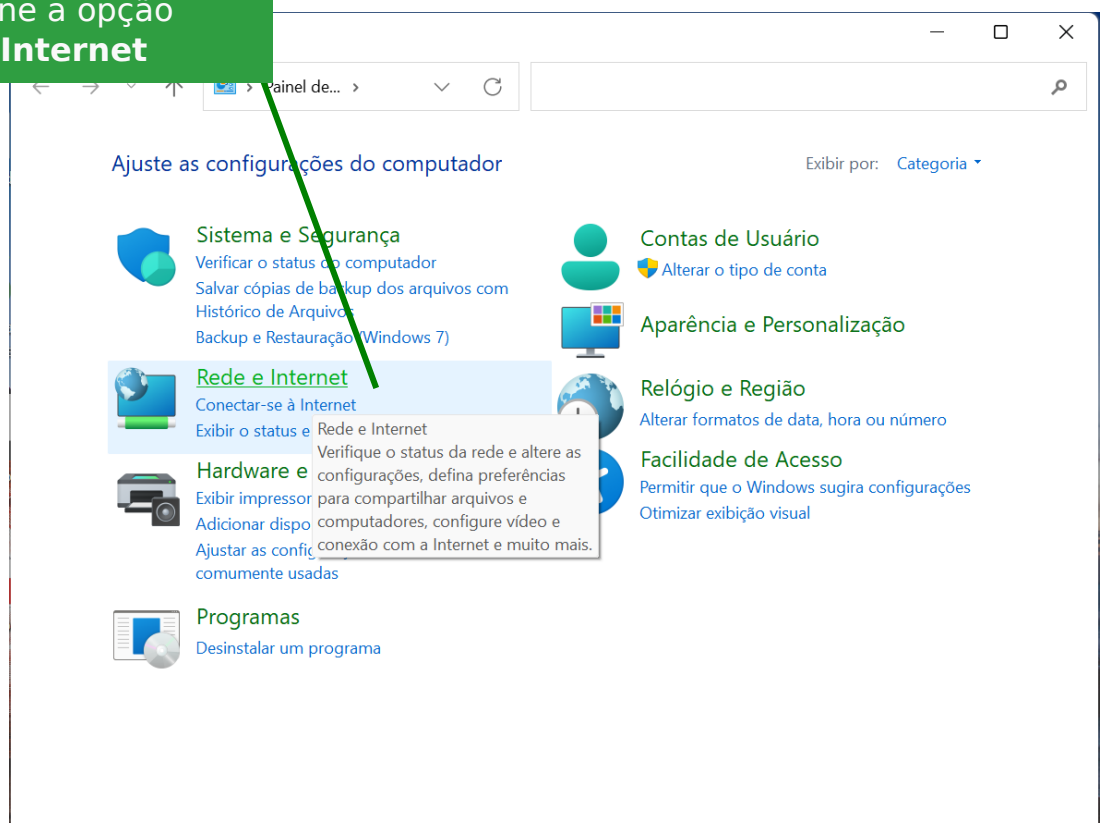 a opção
Internet
Painel de...
Ajuste as configurações do computador
Exibir por: Categoria
Sistema e Segurança
Verificar o status do computador
Salvar cópias de backup dos arquivos com
Histórico de Arquivos
Backup e Restauração (Windows 7)
Rede e Internet
Conectar-se à Internet
Exibir o status e
Rede e Internet
Verifique o status da rede e altere as
configurações, defina preferências
para compartilhar arquivos e
computadores, configure vídeo e
conexão com a Internet e muito mais.
Hardware e
Exibir impressor
Adicionar dispo
Ajustar as config
comumente usadas
Programas
Desinstalar um programa
Contas de Usuário
Alterar o tipo de conta
Aparência e Personalização
Relógio e Região
Alterar formatos de data, hora ou número
Facilidade de Acesso
Permitir que o Windows sugira configurações
Otimizar exibição visual